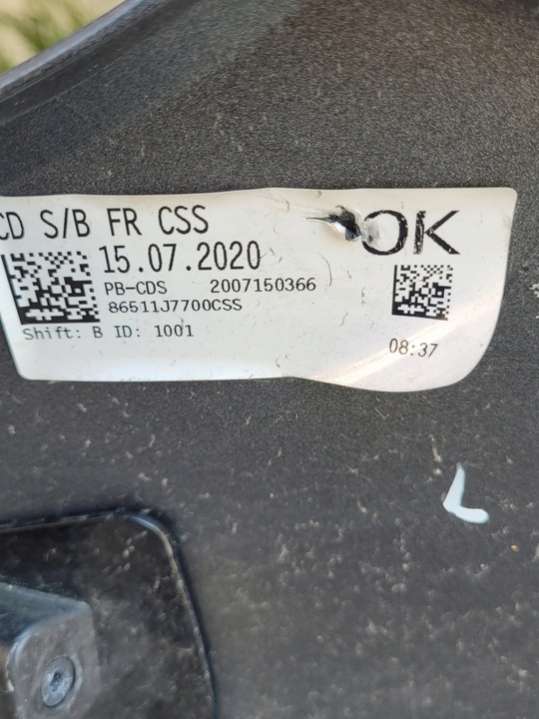 CD S/B FR CSS
OK
15.07.2020
PB-CDS 2007150366
86511J7700CSS
Shift: B ID: 1001
08:37
L